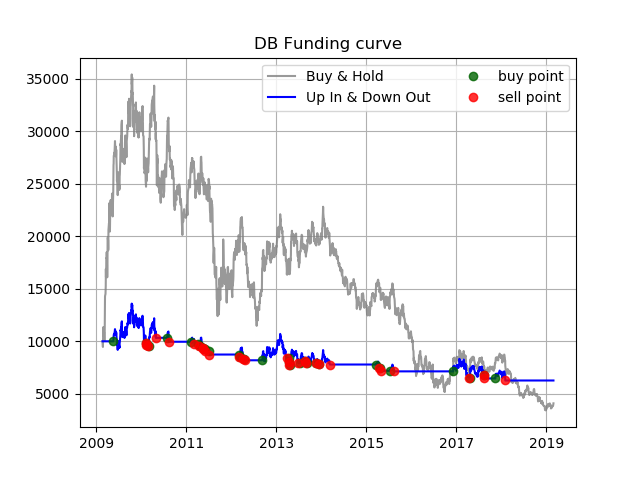 DB Funding curve
Buy & Hold
Up In & Down Out
buy point
sell point
35000
30000
25000
20000
15000
10000
5000
2009 2011 2013 2015 2017 2019